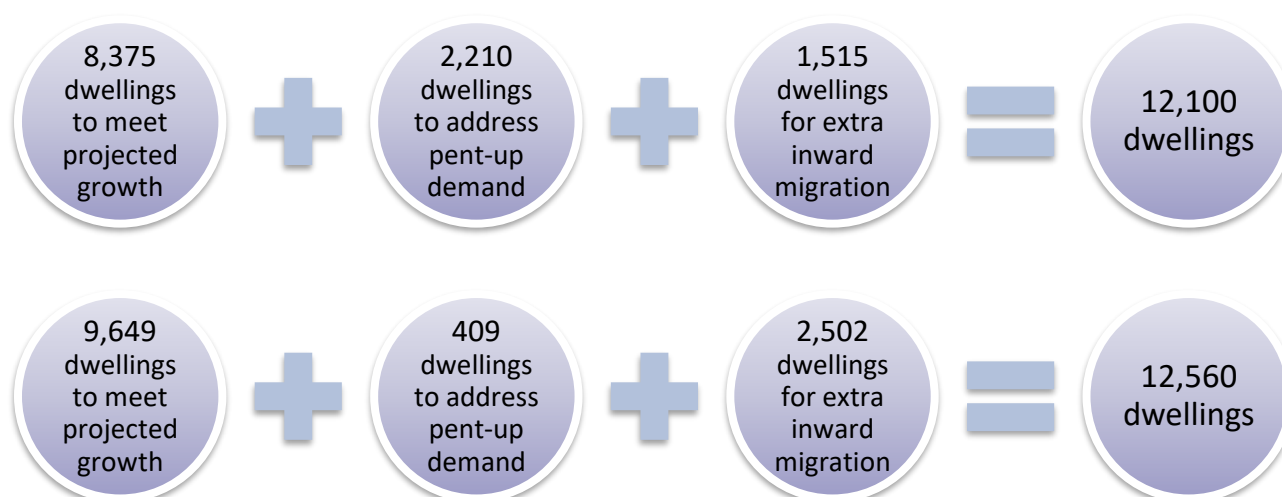 8,375
dwellings
to meet
projected
growth
2,210
dwellings
to address
pent-up
demand
1,515
dwellings
for extra
inward
migration
12,100
dwellings
9,649
dwellings
to meet
projected
growth
409
dwellings
to address
pent-up
demand
2,502
dwellings
for extra
inward
migration
12,560
dwellings